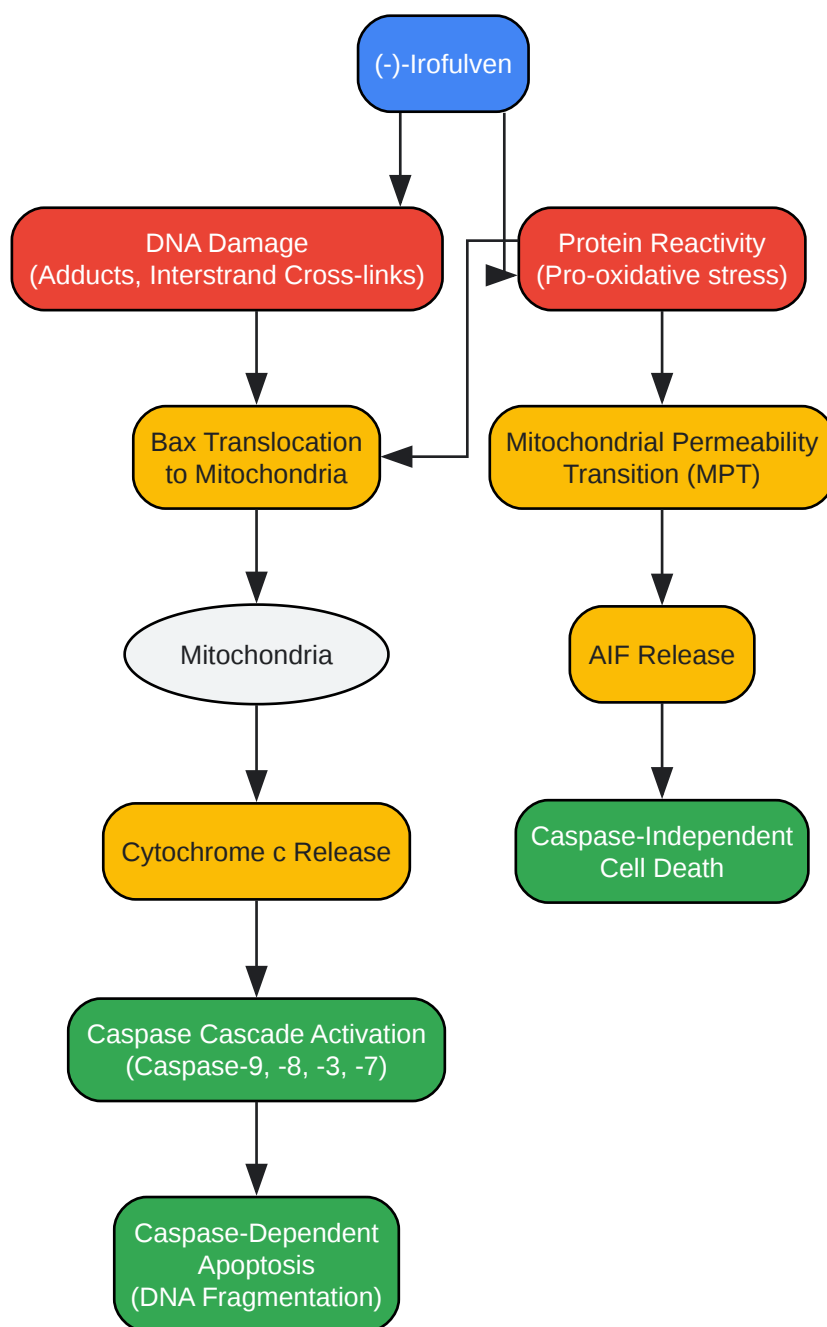 (-)-Irofulven
DNA Damage
(Adducts, Interstrand Cross-links)
Protein Reactivity
(Pro-oxidative stress)
Bax Translocation
to Mitochondria
Mitochondrial Permeability
Transition (MPT)
Mitochondria
AIF Release
Cytochrome c Release
Caspase-Independent
Cell Death
Caspase Cascade Activation
(Caspase-9, -8, -3, -7)
Caspase-Dependent
Apoptosis
(DNA Fragmentation)